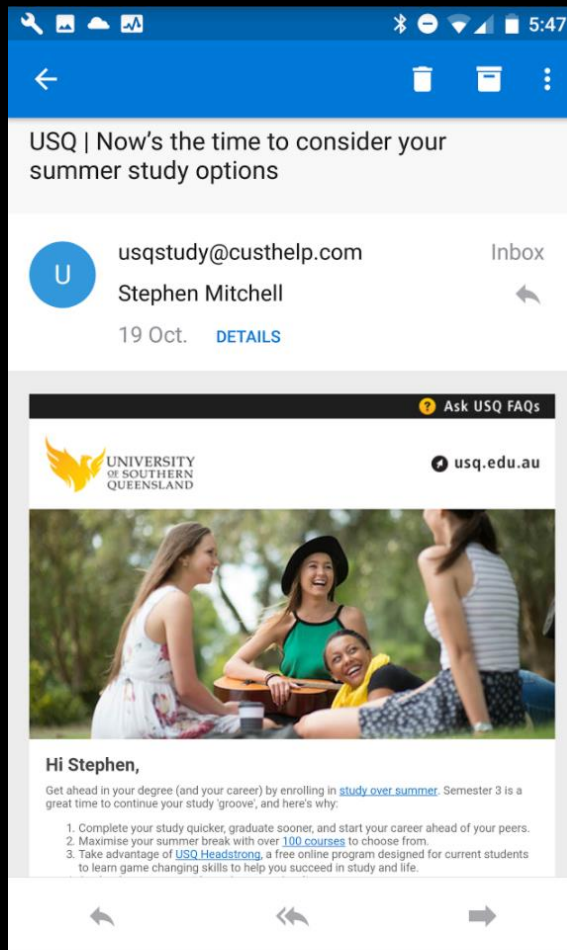 5:47
USQ | Now's the time to consider your
summer study options
U
usqstudy@custhelp.com
Inbox
Stephen Mitchell
19 Oct.
DETAILS
? Ask USQ FAQs
UNIVERSITY
OF SOUTHERN
QUEENSLAND
usq.edu.au
Hi Stephen,
Get ahead in your degree (and your career) by enrolling in study over summer. Semester 3 is a
great time to continue your study 'groove', and here's why:
1. Complete your study quicker, graduate sooner, and start your career ahead of your peers.
2. Maximise your summer break with over 100 courses to choose from.
3. Take advantage of USQ Headstrong, a free online program designed for current students
to learn game changing skills to help you succeed in study and life.